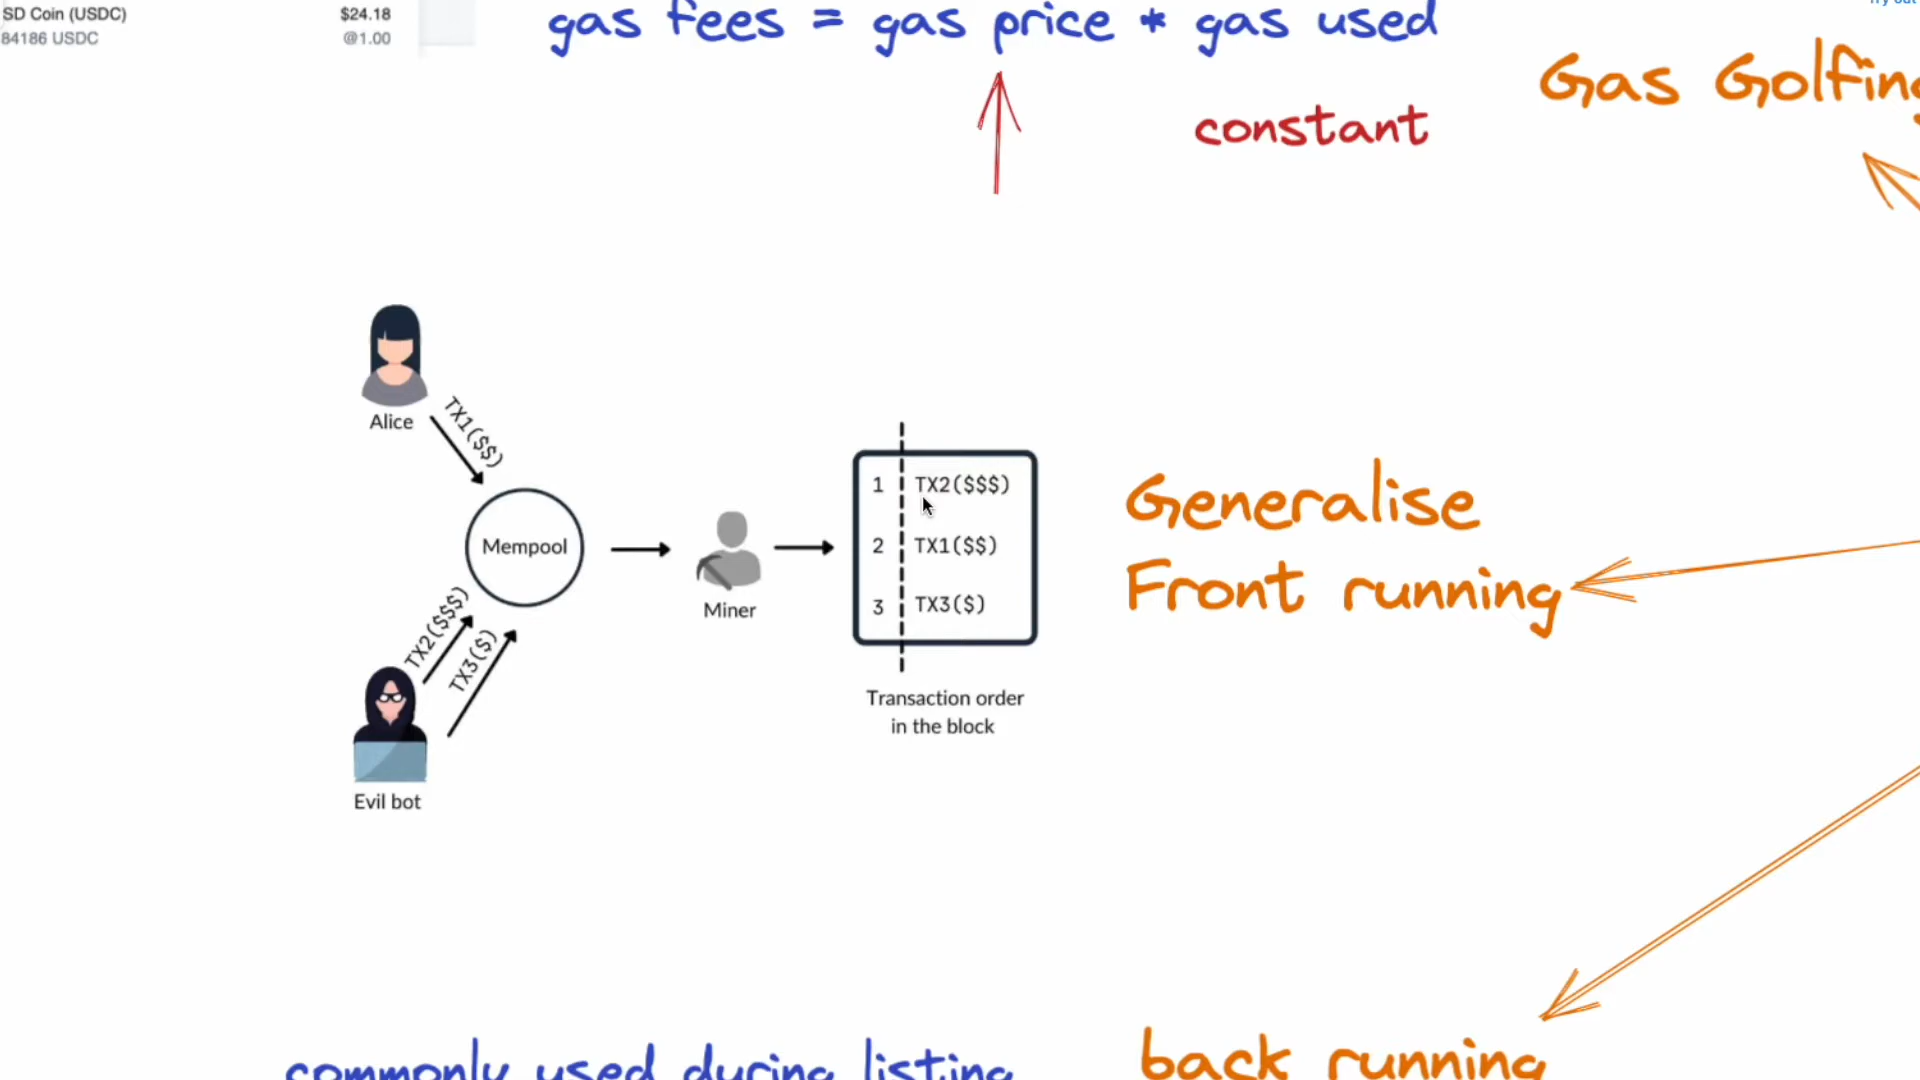 SD Coin (USDC) $24.18
84186 USDC @1.00
gas fees = gas price * gas used
constant
Gas Golfing
Alice
TX1($$)
Mempool
TX2($$$)
TX3($)
Evil bot
Miner
1 TX2($$$)
2 TX1($$)
3 TX3($)
Transaction order
in the block
Generalise
Front running
commonly used during listing
back running